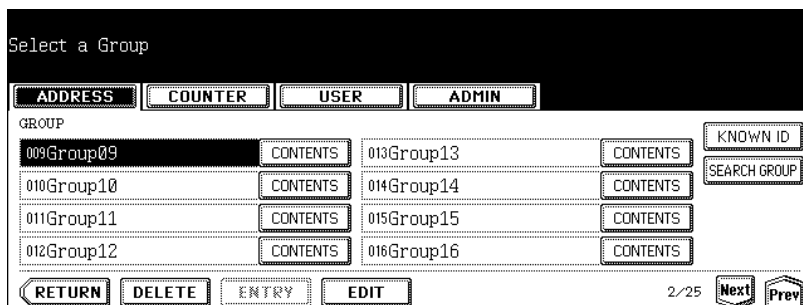 Select a Group
ADDRESS COUNTER USER ADMIN
GROUP
009Group09 CONTENTS 013Group13 CONTENTS KNOWN ID
010Group10 CONTENTS 014Group14 CONTENTS SEARCH GROUP
011Group11 CONTENTS 015Group15 CONTENTS
012Group12 CONTENTS 016Group16 CONTENTS
RETURN DELETE ENTRY EDIT 2/25 Next Prev